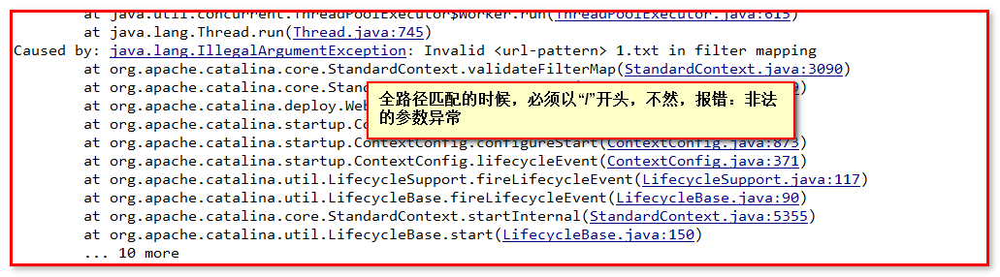 at java.util.concurrent.ThreadPoolExecutor$Worker.run(ThreadPoolExecutor.java:615)
at java.lang.Thread.run(Thread.java:745)
Caused by: java.lang.IllegalArgumentException: Invalid <url-pattern> 1.txt in filter mapping
at org.apache.catalina.core.StandardContext.validateFilterMap(StandardContext.java:3090)
at org.apache.catalina.core.
全路径匹配的时候，必须以“/”开头，不然，报错：非法
的参数异常
at org.apache.catalina.deploy.
at org.apache.catalina.startup.
at org.apache.catalina.startup.ContextConfig.configureStart(ContextConfig.java:873)
at org.apache.catalina.startup.ContextConfig.lifecycleEvent(ContextConfig.java:371)
at org.apache.catalina.util.LifecycleSupport.fireLifecycleEvent(LifecycleSupport.java:117)
at org.apache.catalina.util.LifecycleBase.fireLifecycleEvent(LifecycleBase.java:90)
at org.apache.catalina.core.StandardContext.startInternal(StandardContext.java:5355)
at org.apache.catalina.util.LifecycleBase.start(LifecycleBase.java:150)
... 10 more